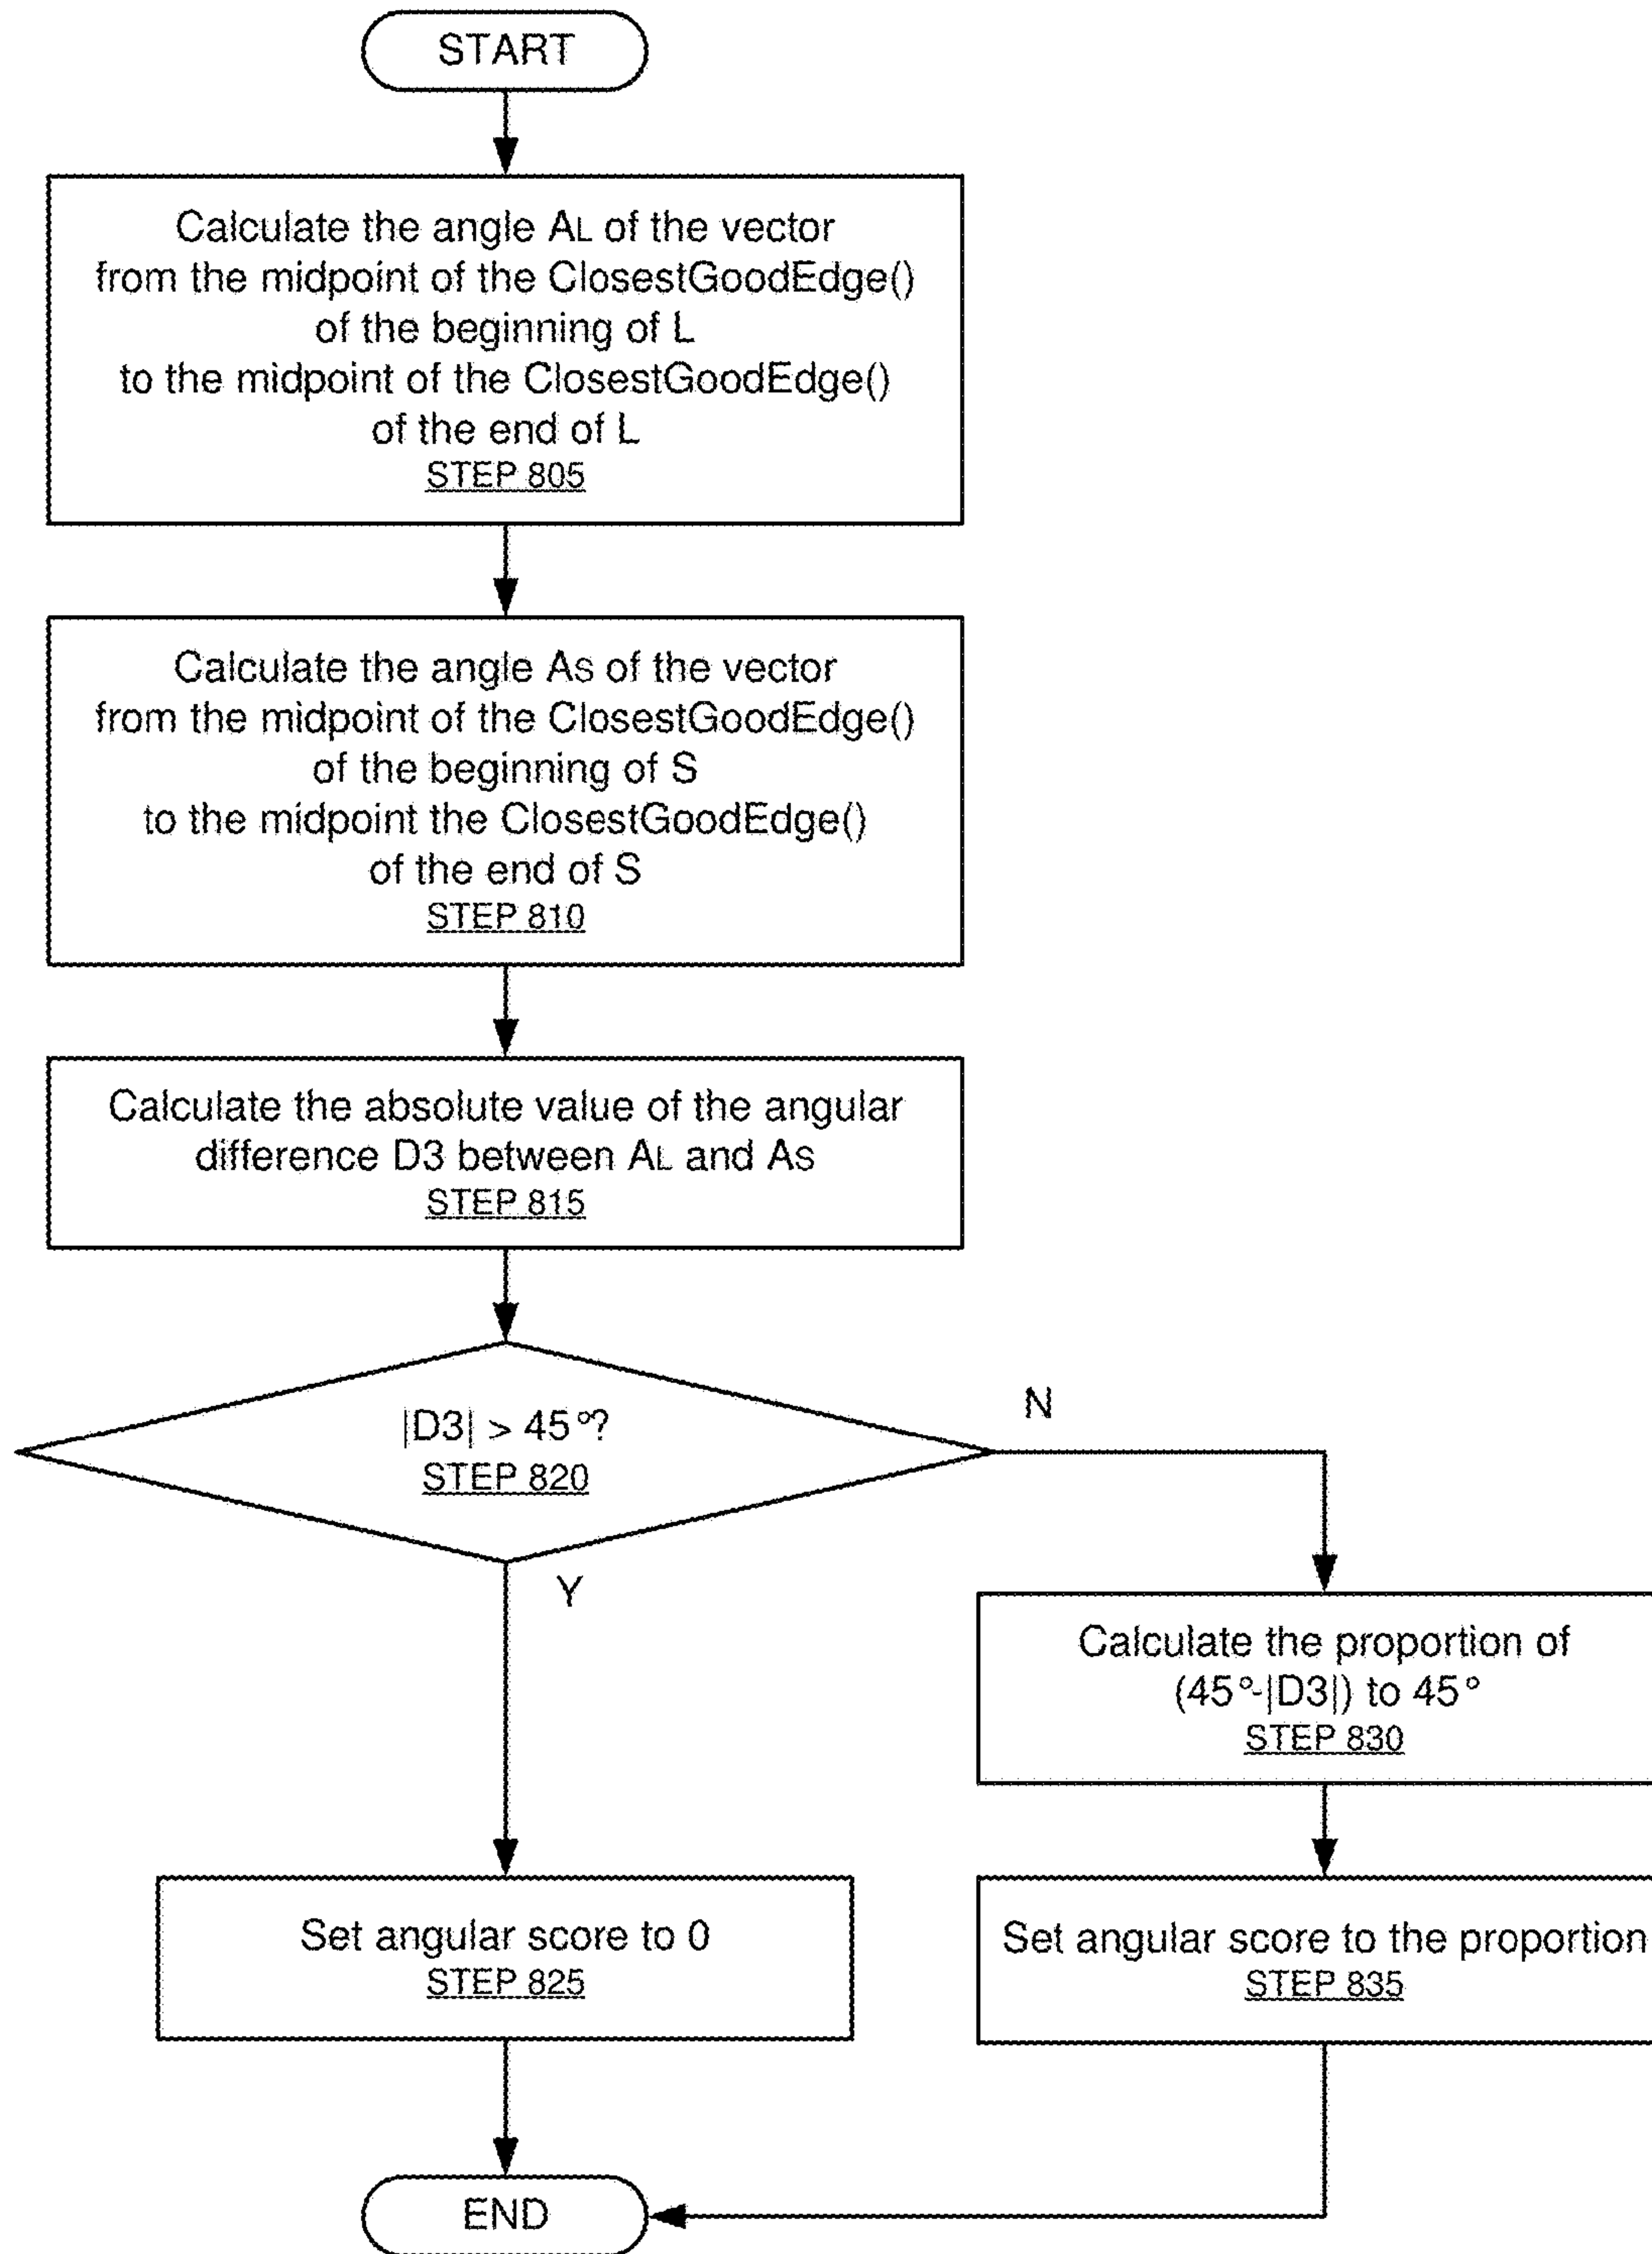 START
Calculate the angle AL of the vector
from the midpoint of the ClosestGoodEdge()
of the beginning of L
to the midpoint of the ClosestGoodEdge()
of the end of L
STEP 805
Calculate the angle AS of the vector
from the midpoint of the ClosestGoodEdge()
of the beginning of S
to the midpoint the ClosestGoodEdge()
of the end of S
STEP 810
Calculate the absolute value of the angular
difference D3 between AL and AS
STEP 815
|D3| > 45°?
STEP 820
N
Y
Calculate the proportion of
(45°-|D3|) to 45°
STEP 830
Set angular score to 0
STEP 825
Set angular score to the proportion
STEP 835
END